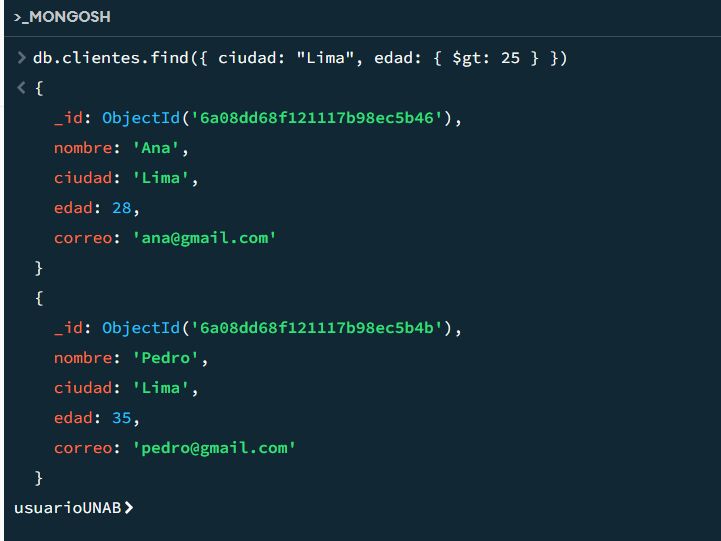 >_MONGOSH
> db.clientes.find({ ciudad: "Lima", edad: { $gt: 25 } })
< {
_id: ObjectId('6a08dd68f121117b98ec5b46'),
nombre: 'Ana',
ciudad: 'Lima',
edad: 28,
correo: 'ana@gmail.com'
}
{
_id: ObjectId('6a08dd68f121117b98ec5b4b'),
nombre: 'Pedro',
ciudad: 'Lima',
edad: 35,
correo: 'pedro@gmail.com'
}
usuarioUNAB>